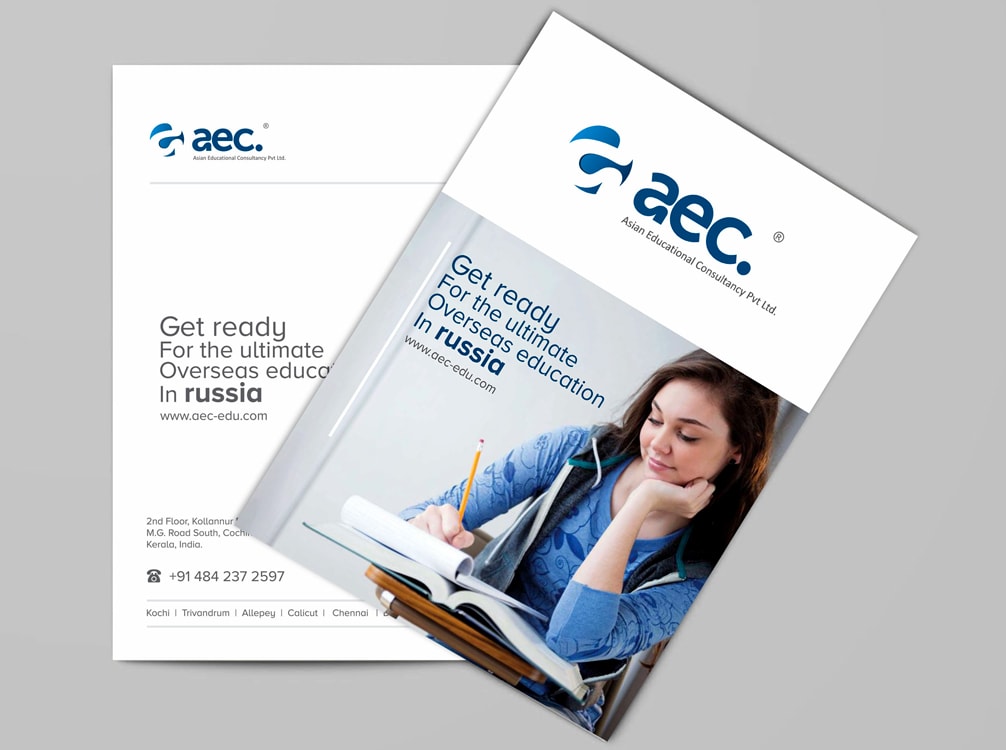 aec.®
Asian Educational Consultancy Pvt Ltd.
Get ready
For the ultimate
Overseas
In russia
www.aec-edu.com
2nd Floor, Kollannur
M.G. Road South,
Kerala, India.
☎ +91 484 237 2597
Kochi | Trivandrum | Allepey | Calicut | Chennai |
aec.®
Asian Educational Consultancy Pvt Ltd.
Get ready
For the ultimate
Overseas education
In russia
www.aec-edu.com